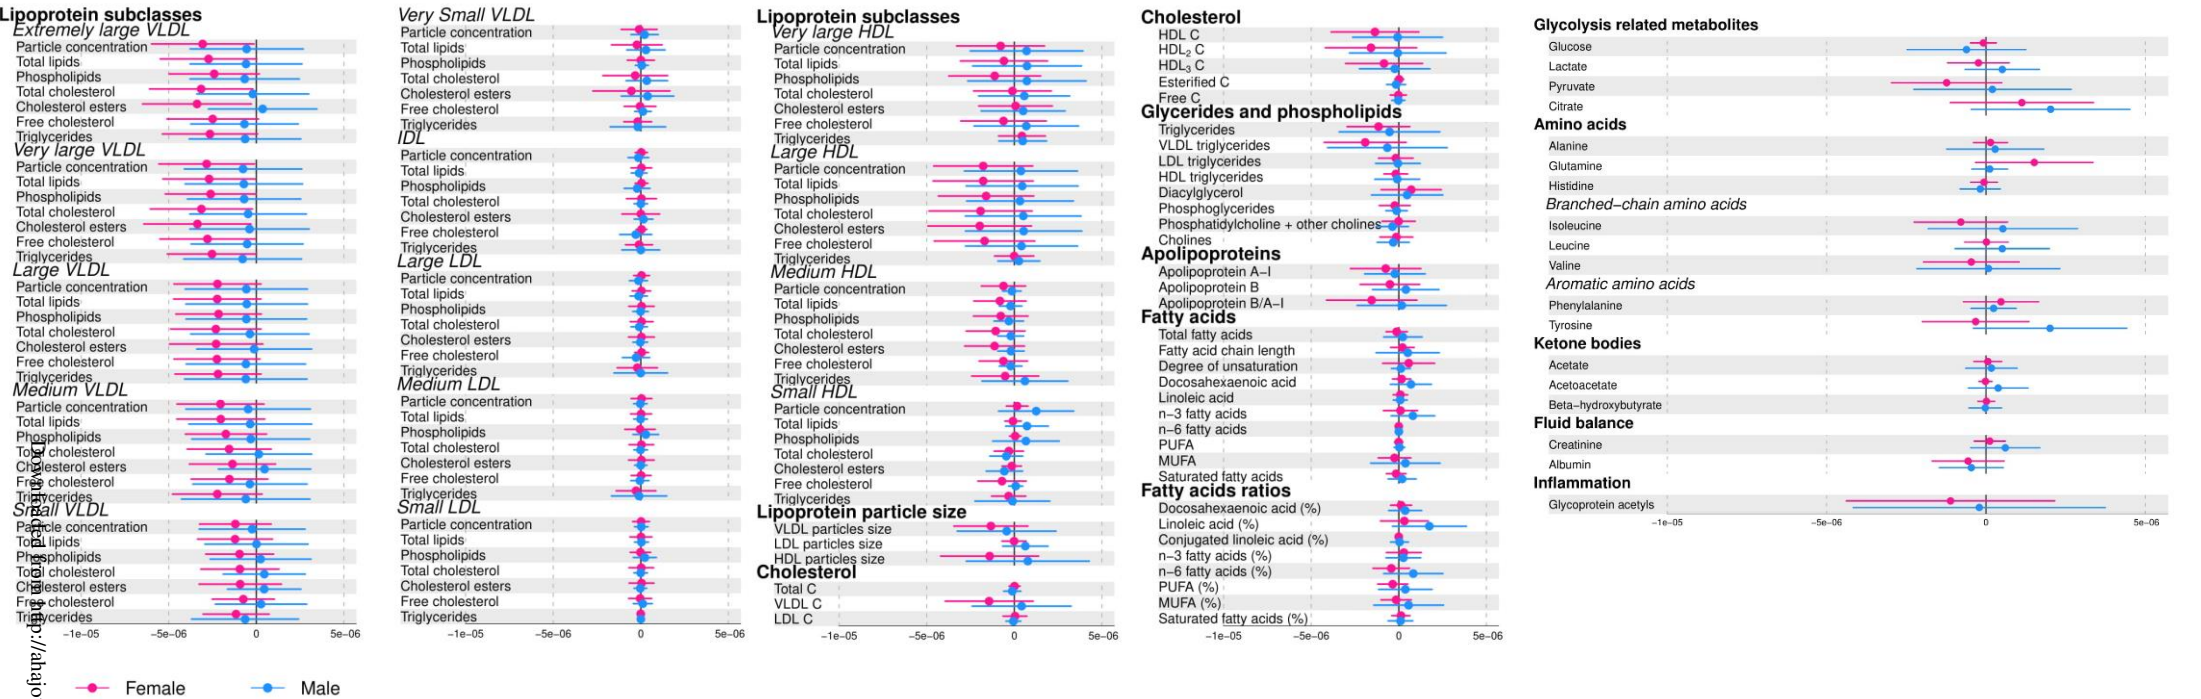 Lipoprotein subclasses
Extremely large VLDL
Particle concentration
Total lipids
Phospholipids
Total cholesterol
Cholesterol esters
Free cholesterol
Triglycerides
Very large VLDL
Particle concentration
Total lipids
Phospholipids
Total cholesterol
Cholesterol esters
Free cholesterol
Triglycerides
Large VLDL
Particle concentration
Total lipids
Phospholipids
Total cholesterol
Cholesterol esters
Free cholesterol
Triglycerides
Medium VLDL
Particle concentration
Total lipids
Phospholipids
Total cholesterol
Cholesterol esters
Free cholesterol
Triglycerides
Small VLDL
Particle concentration
Total lipids
Phospholipids
Total cholesterol
Cholesterol esters
Free cholesterol
Triglycerides
−1e−05 −5e−06 0 5e−06
Very Small VLDL
Particle concentration
Total lipids
Phospholipids
Total cholesterol
Cholesterol esters
Free cholesterol
Triglycerides
IDL
Particle concentration
Total lipids
Phospholipids
Total cholesterol
Cholesterol esters
Free cholesterol
Triglycerides
Large LDL
Particle concentration
Total lipids
Phospholipids
Total cholesterol
Cholesterol esters
Free cholesterol
Triglycerides
Medium LDL
Particle concentration
Total lipids
Phospholipids
Total cholesterol
Cholesterol esters
Free cholesterol
Triglycerides
Small LDL
Particle concentration
Total lipids
Phospholipids
Total cholesterol
Cholesterol esters
Free cholesterol
Triglycerides
−1e−05 −5e−06 0 5e−06
Lipoprotein subclasses
Very large HDL
Particle concentration
Total lipids
Phospholipids
Total cholesterol
Cholesterol esters
Free cholesterol
Triglycerides
Large HDL
Particle concentration
Total lipids
Phospholipids
Total cholesterol
Cholesterol esters
Free cholesterol
Triglycerides
Medium HDL
Particle concentration
Total lipids
Phospholipids
Total cholesterol
Cholesterol esters
Free cholesterol
Triglycerides
Small HDL
Particle concentration
Total lipids
Phospholipids
Total cholesterol
Cholesterol esters
Free cholesterol
Triglycerides
Lipoprotein particle size
VLDL particles size
LDL particles size
HDL particles size
Cholesterol
Total C
VLDL C
LDL C
−1e−05 −5e−06 0 5e−06
Cholesterol
HDL C
HDL₂ C
HDL₃ C
Esterified C
Free C
Glycerides and phospholipids
Triglycerides
VLDL triglycerides
LDL triglycerides
HDL triglycerides
Diacylglycerol
Phosphoglycerides
Phosphatidylcholine + other cholines
Cholines
Apolipoproteins
Apolipoprotein A−I
Apolipoprotein B
Apolipoprotein B/A−I
Fatty acids
Total fatty acids
Fatty acid chain length
Degree of unsaturation
Docosahexaenoic acid
Linoleic acid
n−3 fatty acids
n−6 fatty acids
PUFA
MUFA
Saturated fatty acids
Fatty acids ratios
Docosahexaenoic acid (%)
Linoleic acid (%)
Conjugated linoleic acid (%)
n−3 fatty acids (%)
n−6 fatty acids (%)
PUFA (%)
MUFA (%)
Saturated fatty acids (%)
−1e−05 −5e−06 0 5e−06
Glycolysis related metabolites
Glucose
Lactate
Pyruvate
Citrate
Amino acids
Alanine
Glutamine
Histidine
Branched−chain amino acids
Isoleucine
Leucine
Valine
Aromatic amino acids
Phenylalanine
Tyrosine
Ketone bodies
Acetate
Acetoacetate
Beta−hydroxybutyrate
Fluid balance
Creatinine
Albumin
Inflammation
Glycoprotein acetyls
−1e−05 −5e−06 0 5e−06
Female Male
Downloaded from http://ahajo